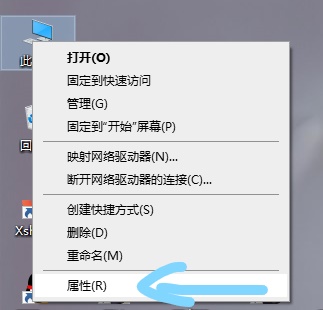 此
打开(O)
固定到快速访问
管理(G)
固定到"开始"屏幕(P)
回
映射网络驱动器(N)...
断开网络驱动器的连接(C)...
创建快捷方式(S)
Xsh
删除(D)
重命名(M)
属性(R)